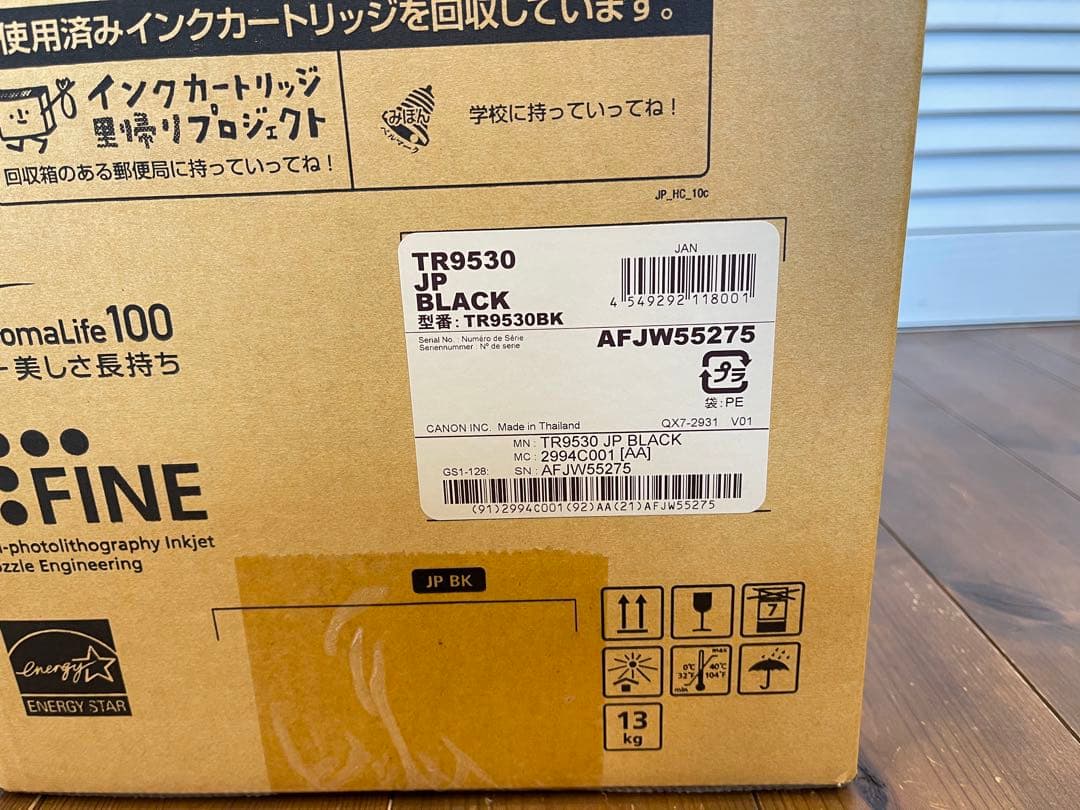 使用済みインクカートリッジを回収しています。
インクカートリッジ
里帰りプロジェクト
回収箱のある郵便局に持っていってね！
みほん
ベルマーク
学校に持っていってね！
JP_HC_10c
TR9530
JP
BLACK
型番：TR9530BK
JAN
4 549292 118001
Serial No. : Numéro de Série
Seriennummer : Nº de serie
AFJW55275
プラ
袋：PE
CANON INC. Made in Thailand
QX7-2931 V01
MN : TR9530 JP BLACK
MC : 2994C001 [AA]
GS1-128: SN : AFJW55275
(91)2994C001(92)AA(21)AFJW55275
omaLife100
美しさ長持ち
FINE
-photolithography Inkjet
ozzle Engineering
JP BK
energy
ENERGY STAR
7
0℃
32°F
min
max
40℃
104°F
13
kg